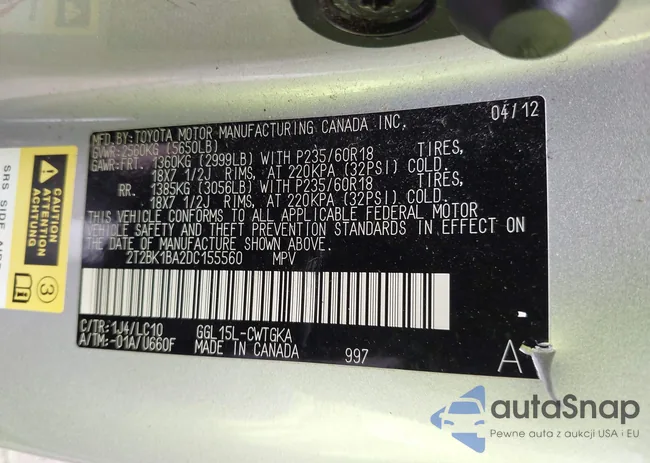 04/12
MFD. BY: TOYOTA MOTOR MANUFACTURING CANADA INC.
GVWR: 2560KG (5650LB)
GAWR-FRT. 1360KG (2999LB) WITH P235/60R18 TIRES,
18X7 1/2J RIMS, AT 220KPA (32PSI) COLD.
RR. 1385KG (3056LB) WITH P235/60R18 TIRES,
18X7 1/2J RIMS, AT 220KPA (32PSI) COLD.
THIS VEHICLE CONFORMS TO ALL APPLICABLE FEDERAL MOTOR
VEHICLE SAFETY AND THEFT PREVENTION STANDARDS IN EFFECT ON
THE DATE OF MANUFACTURE SHOWN ABOVE.
2T2BK1BA2DC155560 MPV
C/TR: 1J4/LC10 GGL15L-CWTGKA
A/TM: -01A/U660F MADE IN CANADA 997
A
CAUTION
ATTENTION
ACHTUNG
SRS SIDE
3
autaSnap
Pewne auta z aukcji USA i EU